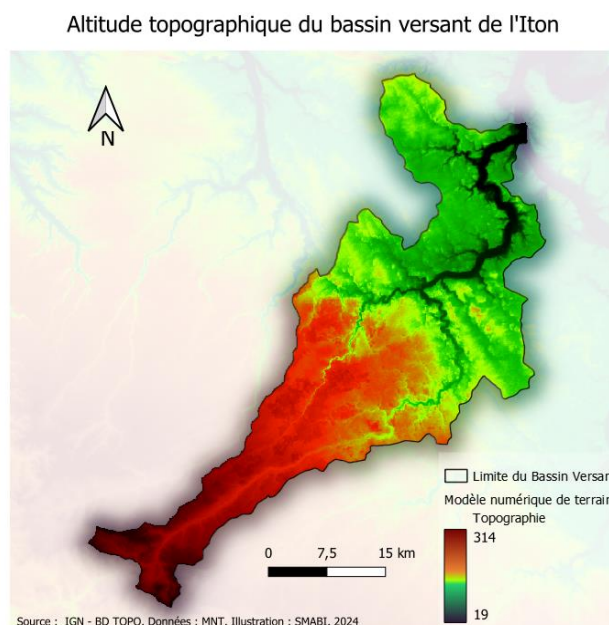 Altitude topographique du bassin versant de l'Iton
N
Limite du Bassin Versan
Modèle numérique de terrain
Topographie
314
19
0 7,5 15 km
Source : IGN - BD TOPO, Données : MNT, Illustration : SMABI, 2024